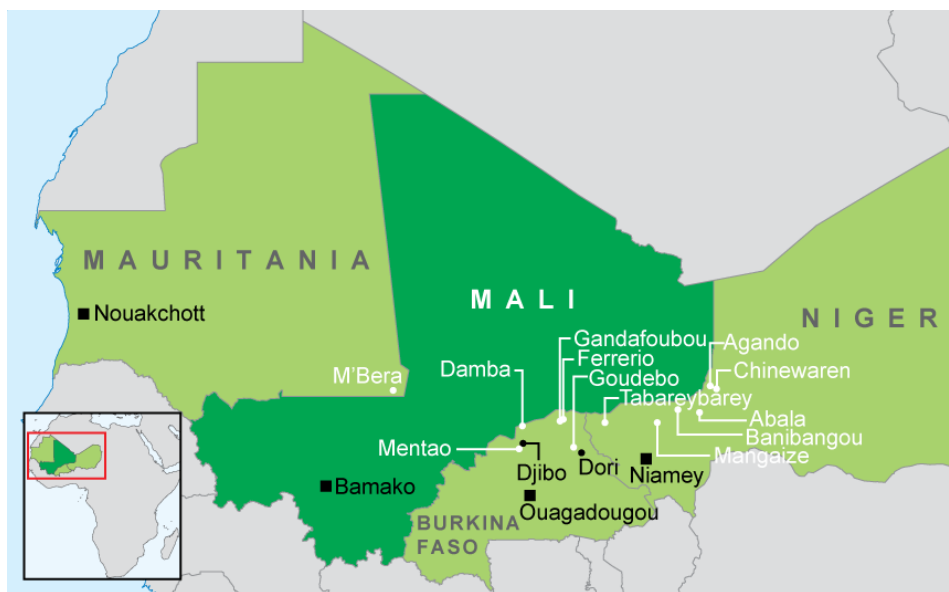 MAURITANIA
Nouakchott
MALI
NIGER
Gandafoubou
Agando
Ferrerio
Damba
Chinewaren
M'Bera
Goudebo
Tabareybarey
Abala
Banibangou
Mentao
Mangaize
Djibo
Dori
Niamey
Bamako
Ouagadougou
BURKINA
FASO